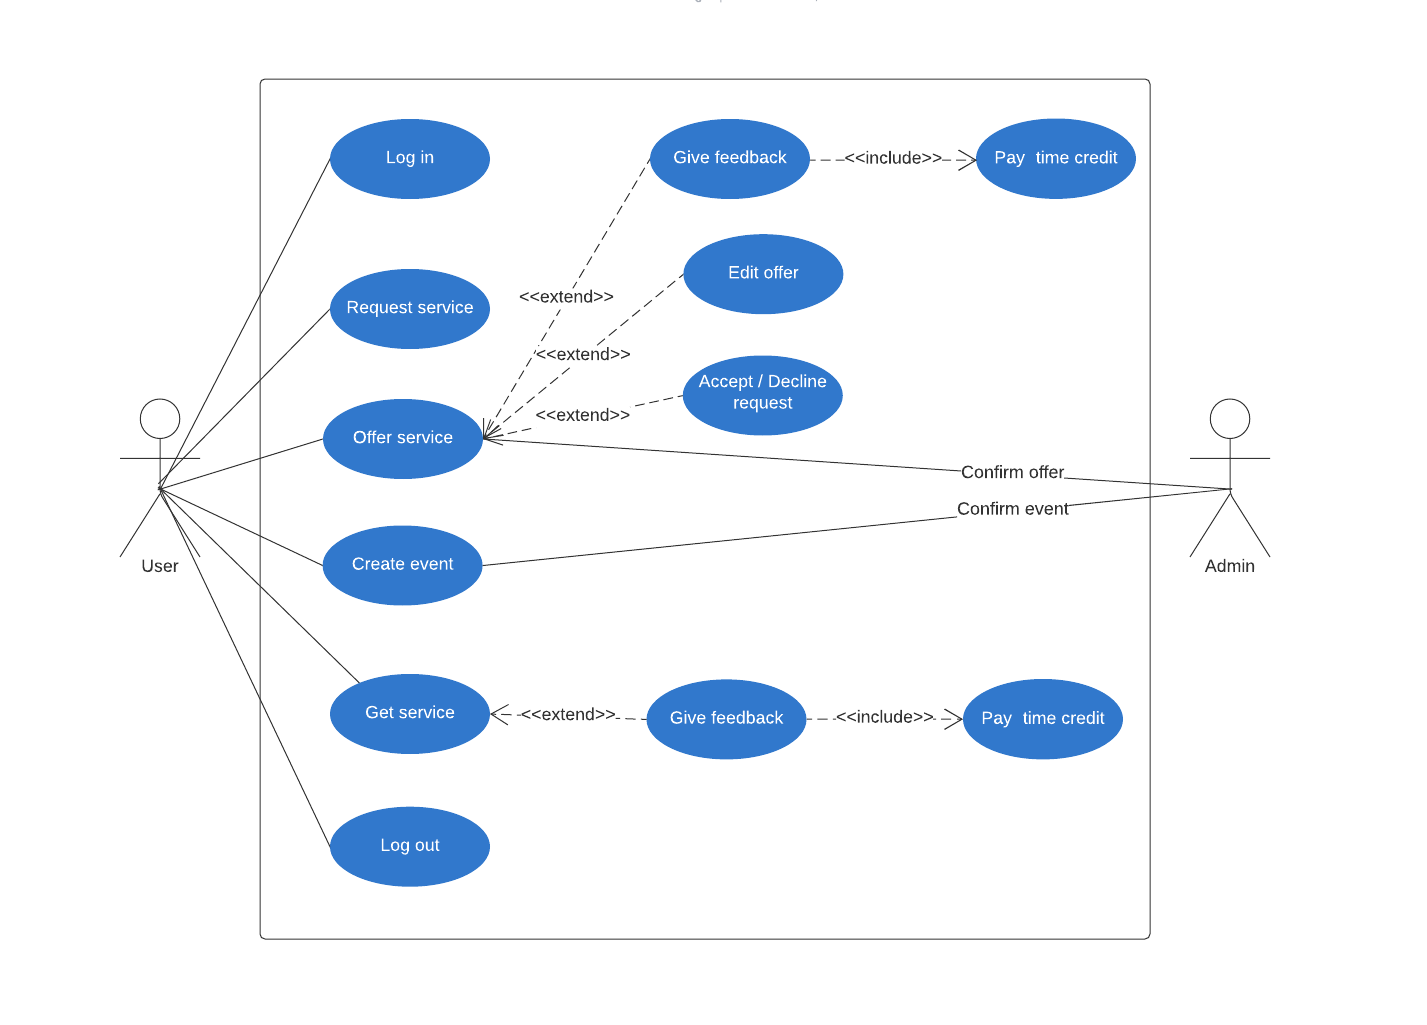 Log in
Give feedback
<<include>>
Pay time credit
Request service
<<extend>>
Edit offer
<<extend>>
Accept / Decline
request
<<extend>>
Offer service
Confirm offer
Confirm event
User
Create event
Admin
Get service
<<extend>>
Give feedback
<<include>>
Pay time credit
Log out